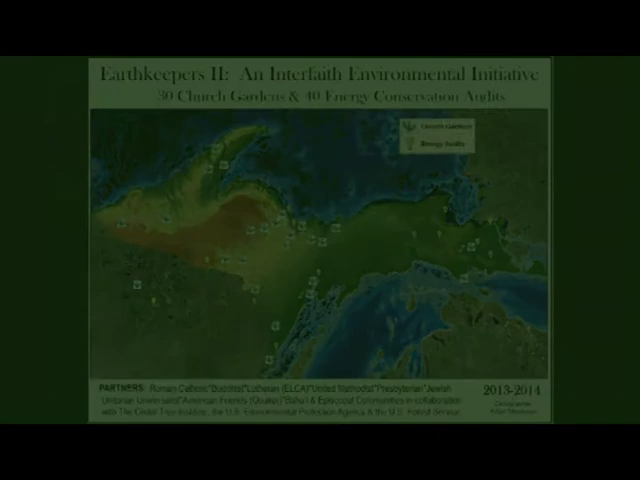 Earthkeepers II: An Interfaith Environmental Initiative
30 Church Gardens & 40 Energy Conservation Audits
Church Gardens
Energy Audits
PARTNERS: Roman Catholic*Buddhist*Lutheran (ELCA)*United Methodist*Presbyterian*Jewish
Unitarian Universalist*American Friends (Quaker)*Baha'i & Episcopal Communities in collaboration
with The Cedar Tree Institute, the U.S. Environmental Protection Agency & the U.S. Forest Service
2013-2014